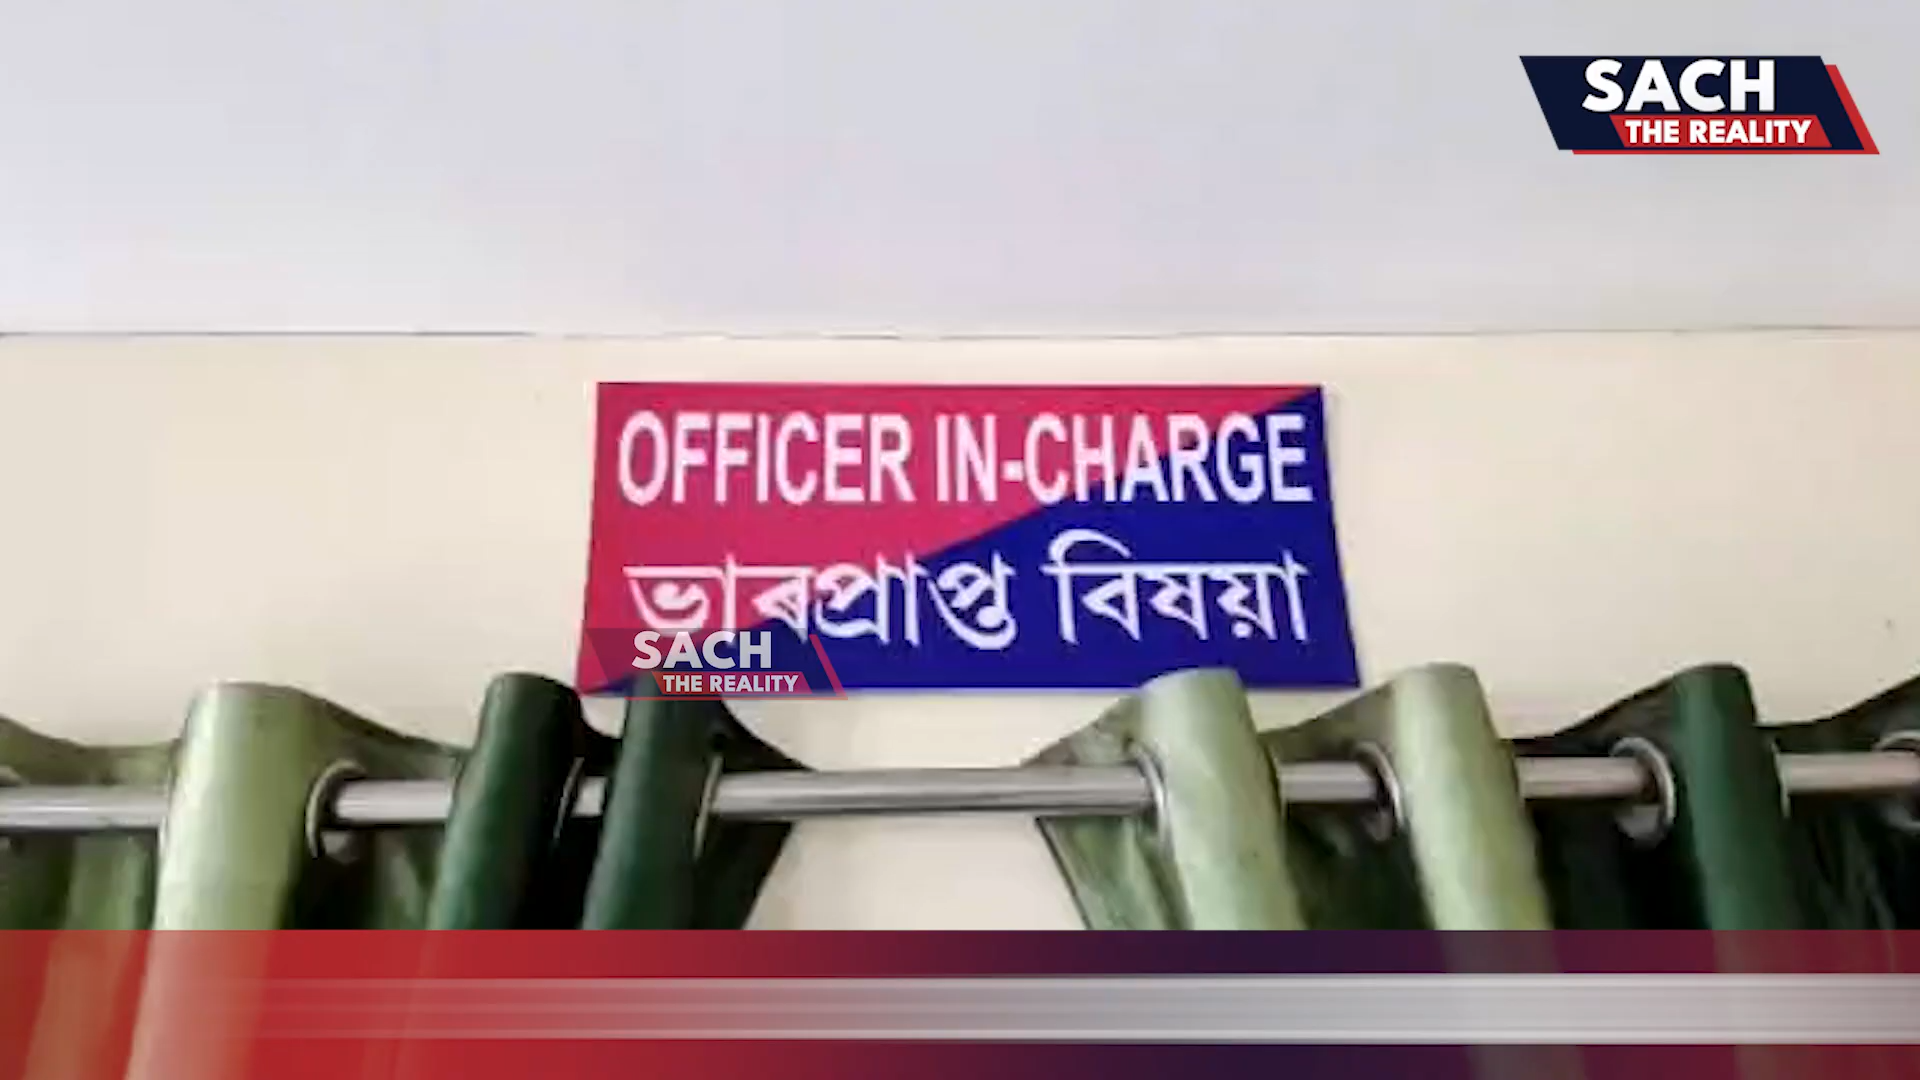 SACH
THE REALITY
OFFICER IN-CHARGE
ভাৰপ্ৰাপ্ত বিষয়া
SACH
THE REALITY